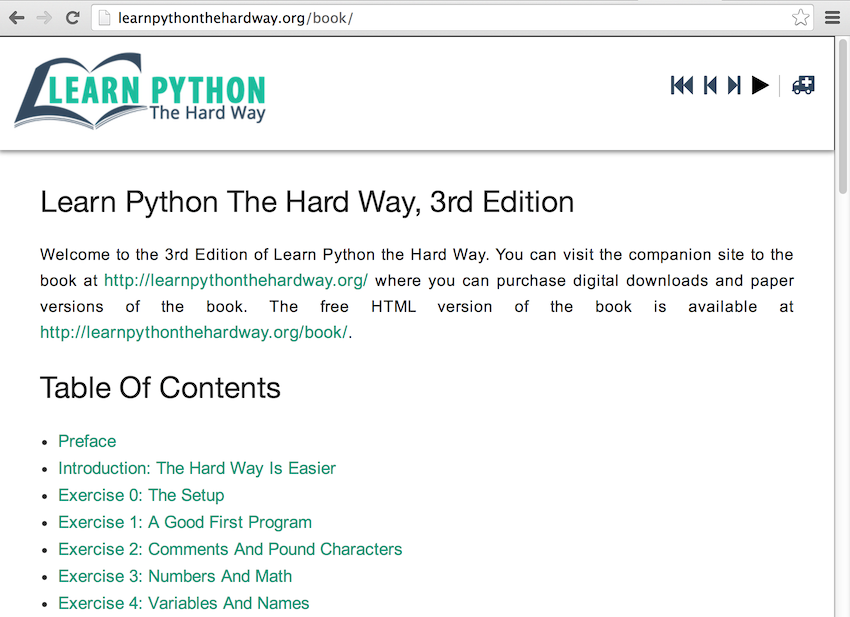 learnpythonthehardway.org/book/
LEARN PYTHON
The Hard Way
Learn Python The Hard Way, 3rd Edition
Welcome to the 3rd Edition of Learn Python the Hard Way. You can visit the companion site to the
book at http://learnpythonthehardway.org/ where you can purchase digital downloads and paper
versions of the book. The free HTML version of the book is available at
http://learnpythonthehardway.org/book/.
Table Of Contents
• Preface
• Introduction: The Hard Way Is Easier
• Exercise 0: The Setup
• Exercise 1: A Good First Program
• Exercise 2: Comments And Pound Characters
• Exercise 3: Numbers And Math
• Exercise 4: Variables And Names